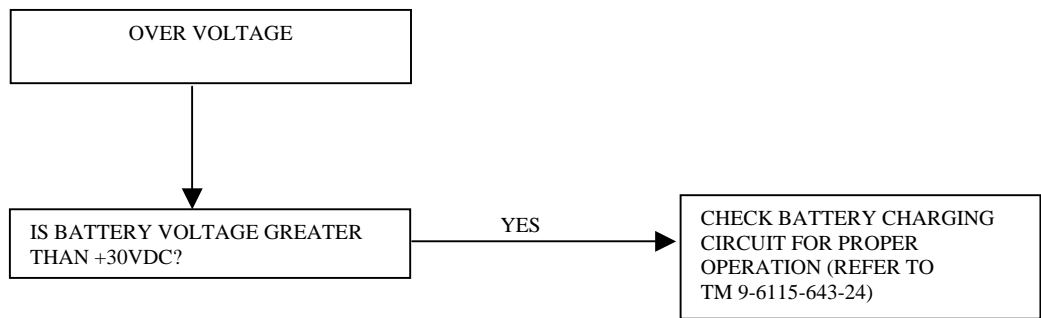 OVER VOLTAGE
IS BATTERY VOLTAGE GREATER
THAN +30VDC?
YES
CHECK BATTERY CHARGING
CIRCUIT FOR PROPER
OPERATION (REFER TO
TM 9-6115-643-24)